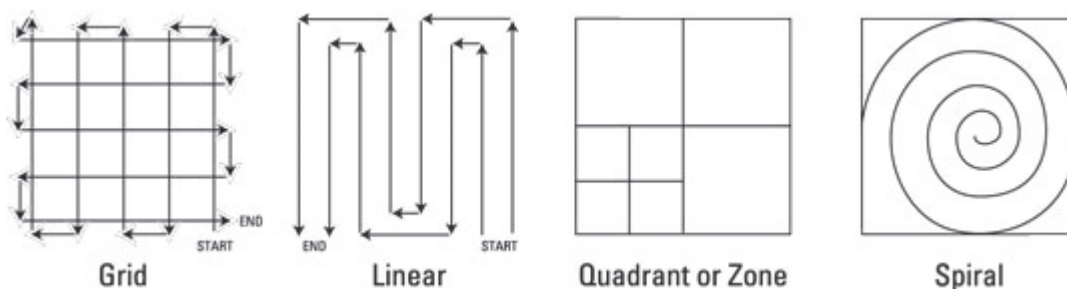 END
START
END
START
Grid
Linear
Quadrant or Zone
Spiral